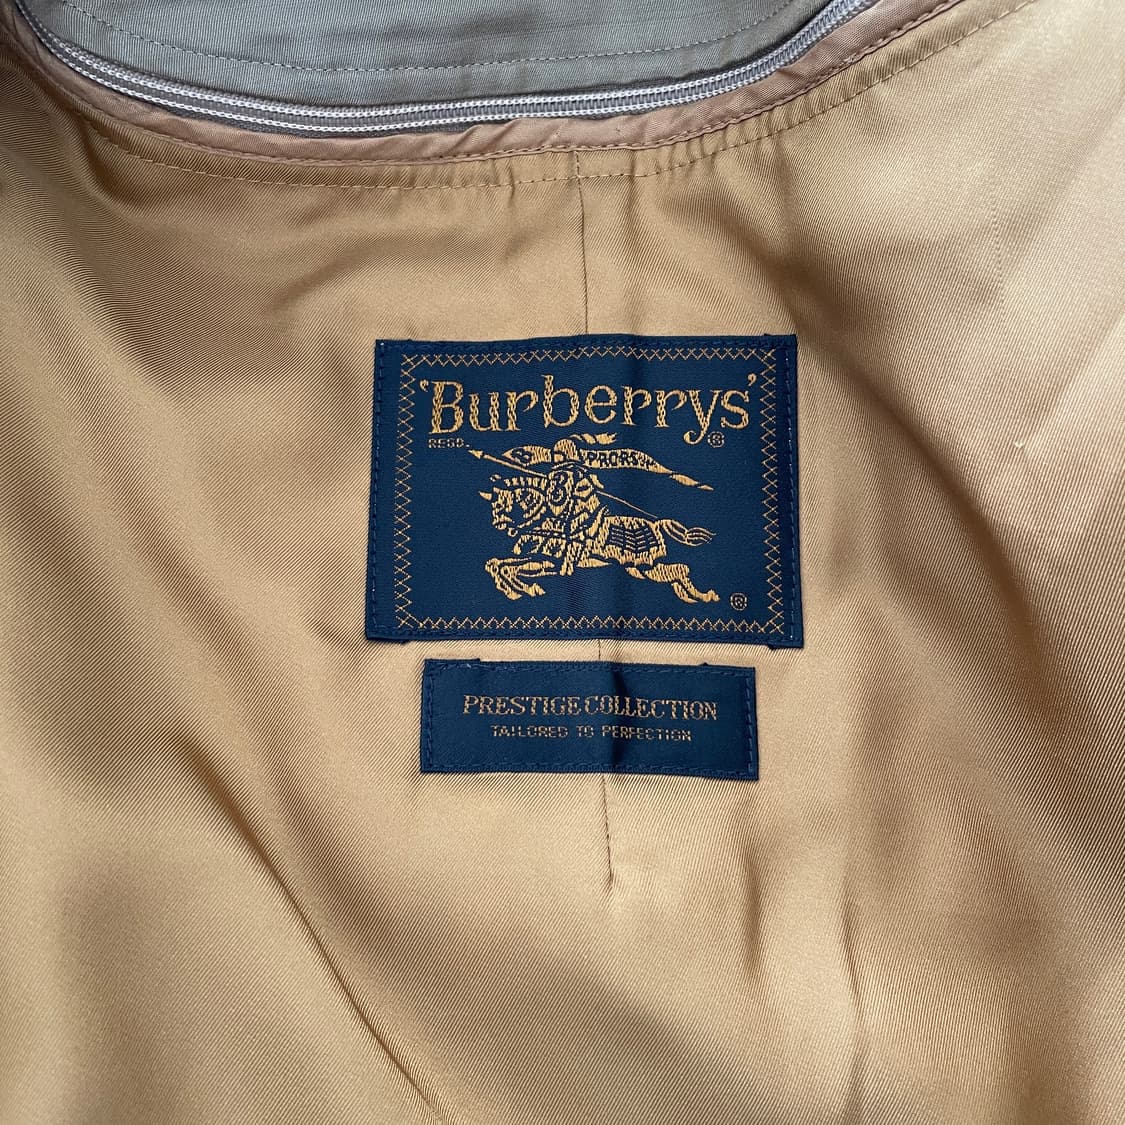 'Burberrys'
REGD. ®
PRORSUM
®
PRESTIGE COLLECTION
TAILORED TO PERFECTION